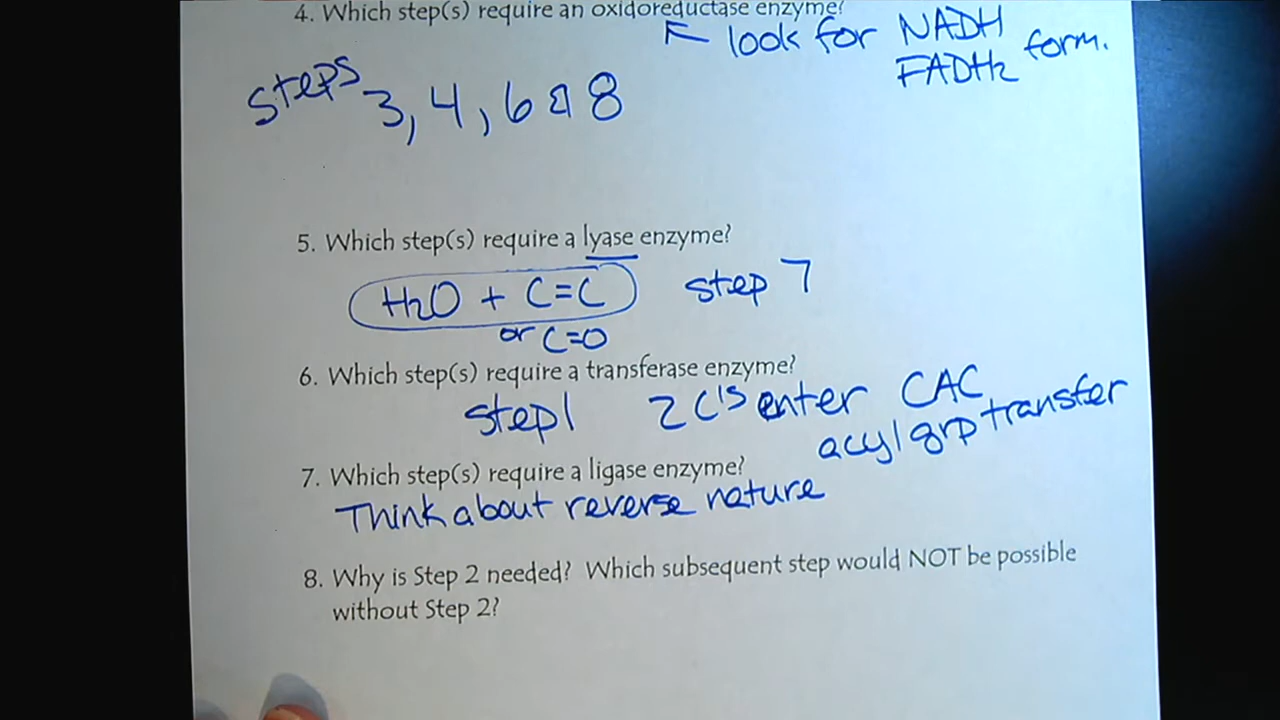 4. Which step(s) require an oxidoreductase enzyme?
look for NADH
FADH2 form.
steps 3, 4, 6 & 8
5. Which step(s) require a lyase enzyme?
H2O + C=C step 7
or C=O
6. Which step(s) require a transferase enzyme?
step 1 2 C's enter CAC
acyl grp transfer
7. Which step(s) require a ligase enzyme?
Think about reverse nature
8. Why is Step 2 needed? Which subsequent step would NOT be possible
without Step 2?